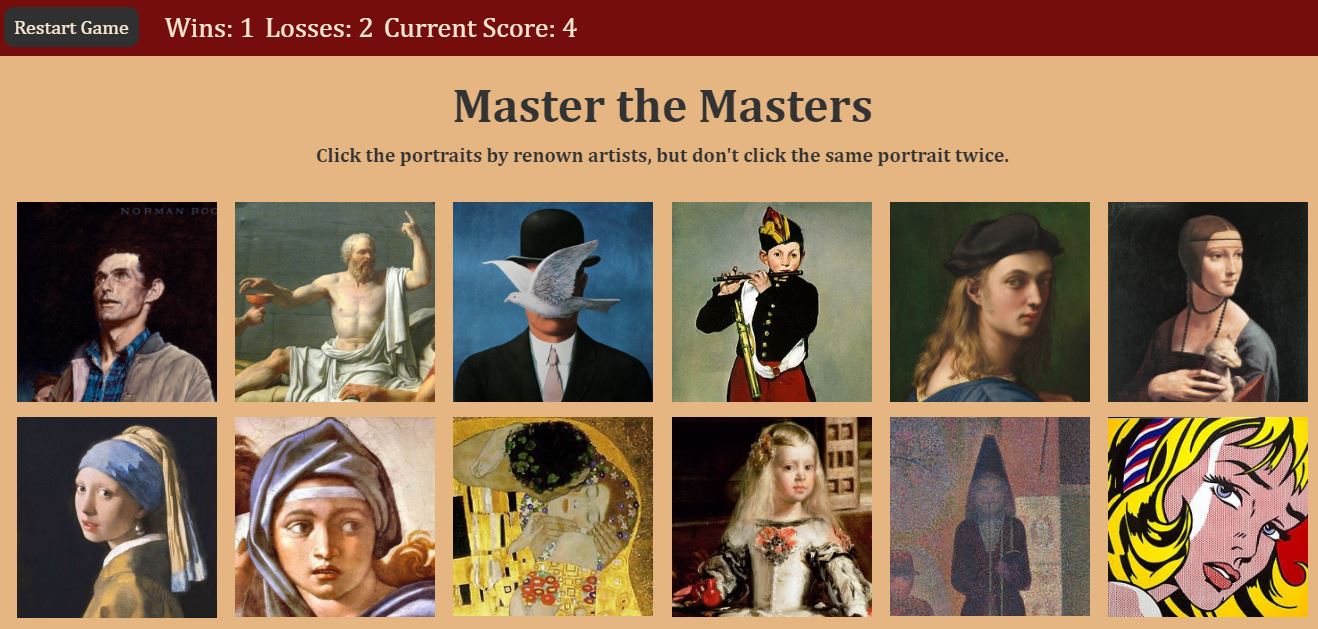 Restart Game
Wins: 1 Losses: 2 Current Score: 4
Master the Masters
Click the portraits by renown artists, but don't click the same portrait twice.
NORMAN ROC